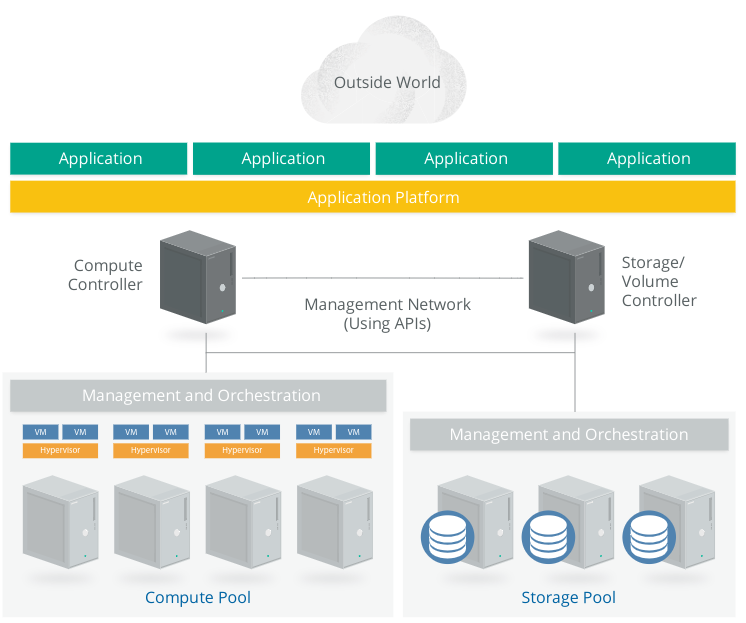 Outside World
Application
Application
Application
Application
Application Platform
Compute
Controller
Storage/
Volume
Controller
Management Network
(Using APIs)
Management and Orchestration
VM
VM
VM
VM
VM
VM
VM
VM
Hypervisor
Hypervisor
Hypervisor
Hypervisor
Management and Orchestration
Compute Pool
Storage Pool